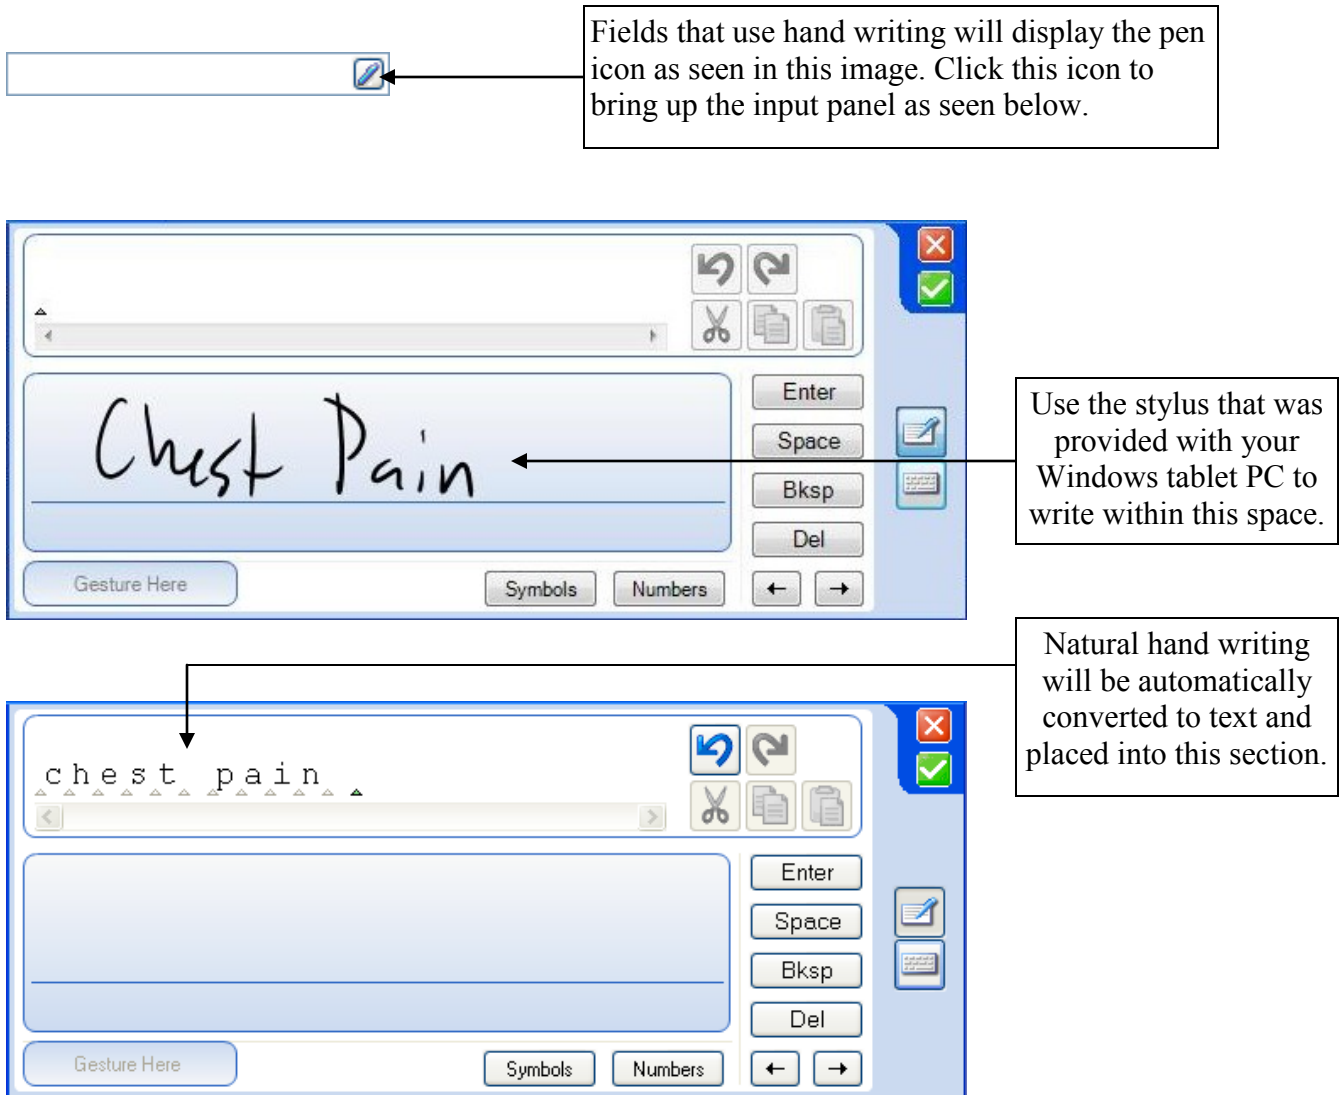 Fields that use hand writing will display the pen
icon as seen in this image. Click this icon to
bring up the input panel as seen below.
Chest Pain
Enter
Space
Bksp
Del
Gesture Here
Symbols
Numbers
Use the stylus that was
provided with your
Windows tablet PC to
write within this space.
Natural hand writing
will be automatically
converted to text and
placed into this section.
chest pain
Enter
Space
Bksp
Del
Gesture Here
Symbols
Numbers